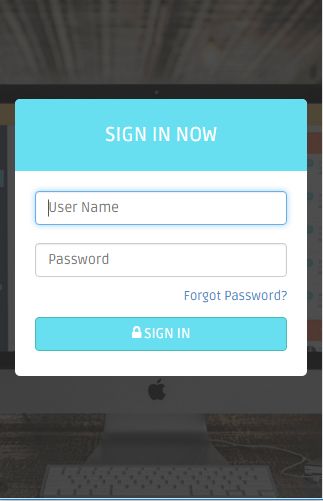 SIGN IN NOW
User Name
Password
Forgot Password?
SIGN IN